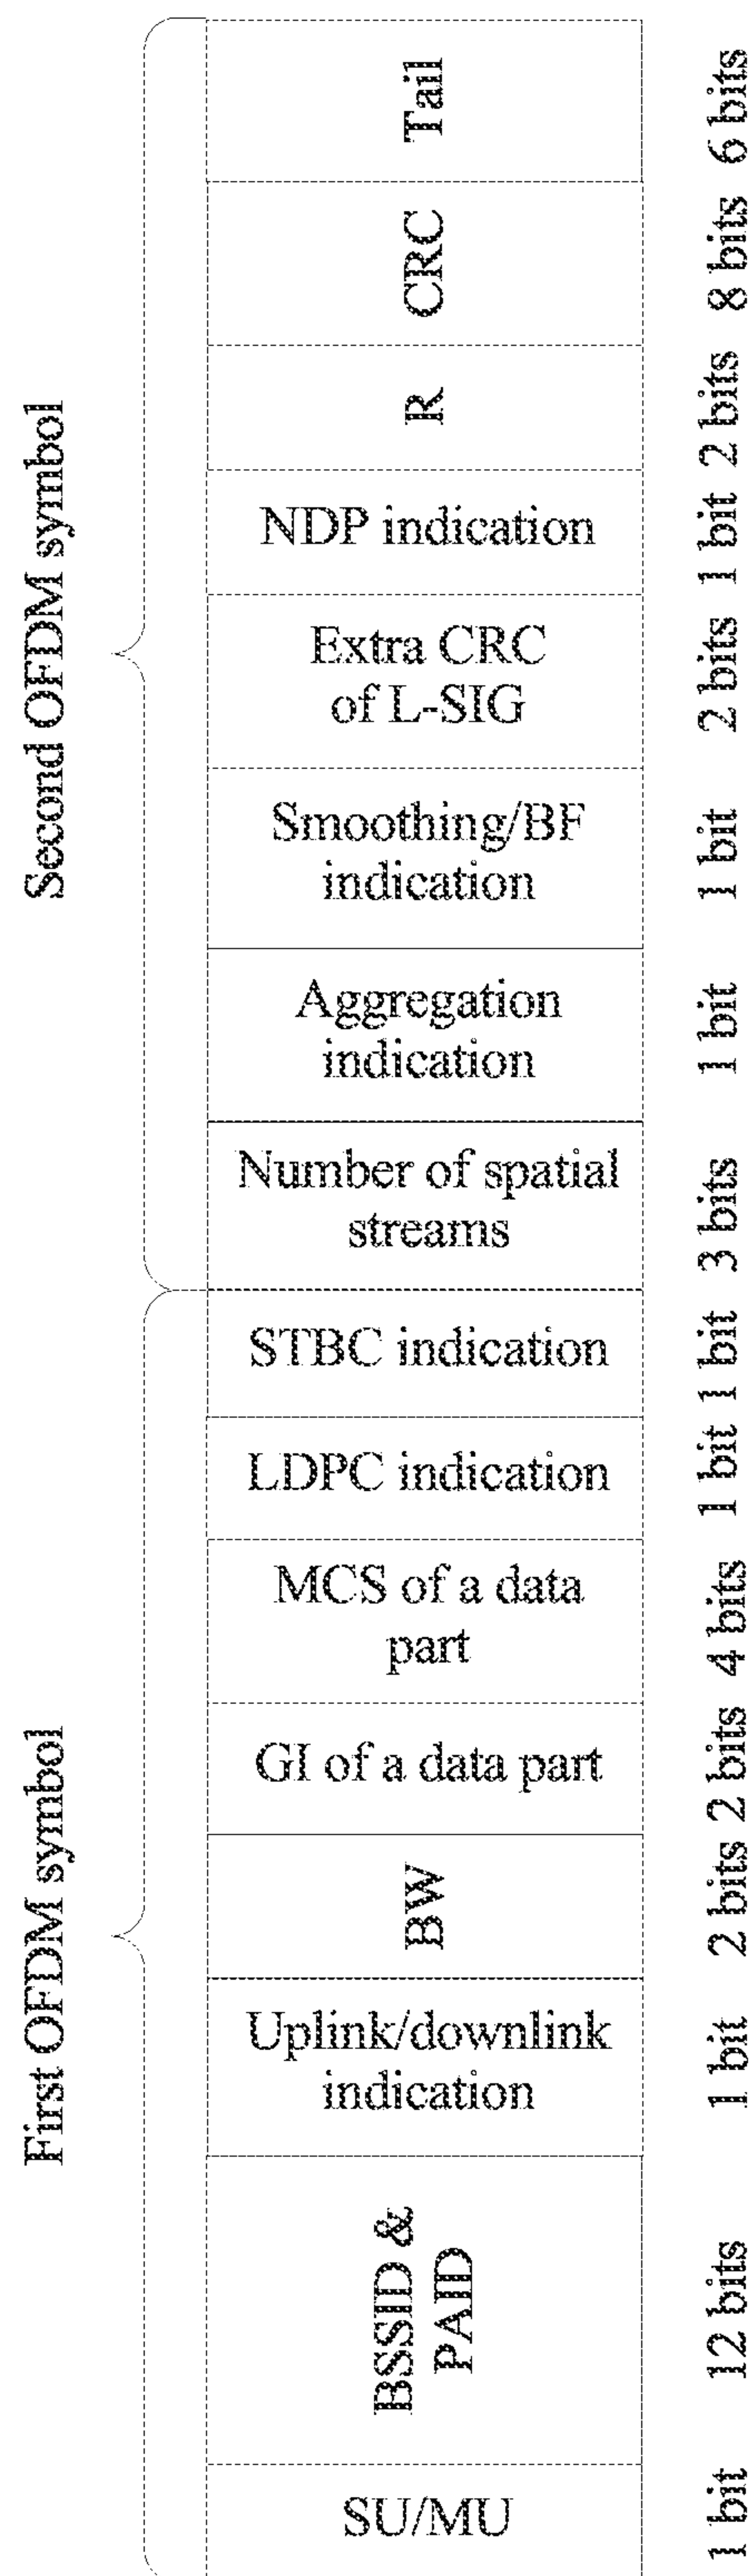 Second OFDM symbol
First OFDM symbol
Tail
6 bits
CRC
8 bits
R
2 bits
NDP indication
1 bit
Extra CRC
of L-SIG
2 bits
Smoothing/BF
indication
1 bit
Aggregation
indication
1 bit
Number of spatial
streams
3 bits
STBC indication
1 bit
LDPC indication
1 bit
MCS of a data
part
4 bits
GI of a data part
2 bits
BW
2 bits
Uplink/downlink
indication
1 bit
BSSID &
PAID
12 bits
SU/MU
1 bit